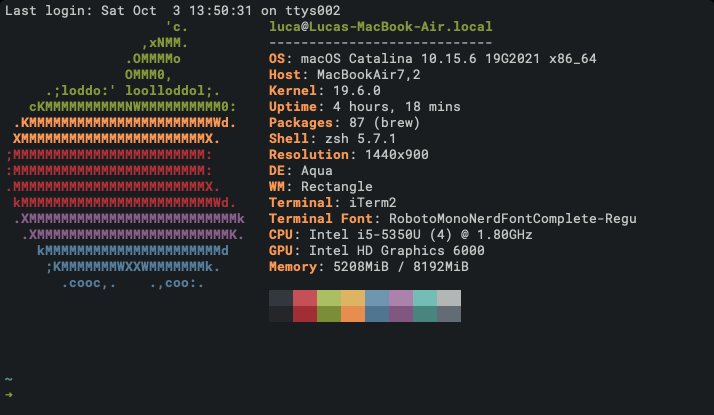 Last login: Sat Oct  3 13:50:31 on ttys002
                    'c.          luca@Lucas-MacBook-Air.local
                 ,xNMM.          ----------------------------
               .OMMMMo           OS: macOS Catalina 10.15.6 19G2021 x86_64
               OMMM0,            Host: MacBookAir7,2
     .;loddo:' loolloddol;.      Kernel: 19.6.0
   cKMMMMMMMMMMNWMMMMMMMMMM0:    Uptime: 4 hours, 18 mins
 .KMMMMMMMMMMMMMMMMMMMMMMMWd.    Packages: 87 (brew)
 XMMMMMMMMMMMMMMMMMMMMMMMX.      Shell: zsh 5.7.1
;MMMMMMMMMMMMMMMMMMMMMMMM:       Resolution: 1440x900
:MMMMMMMMMMMMMMMMMMMMMMMM:       DE: Aqua
.MMMMMMMMMMMMMMMMMMMMMMMMX.      WM: Rectangle
 kMMMMMMMMMMMMMMMMMMMMMMMMWd.    Terminal: iTerm2
 .XMMMMMMMMMMMMMMMMMMMMMMMMMMk   Terminal Font: RobotoMonoNerdFontComplete-Regu
  .XMMMMMMMMMMMMMMMMMMMMMMMMK.   CPU: Intel i5-5350U (4) @ 1.80GHz
    kMMMMMMMMMMMMMMMMMMMMMMd     GPU: Intel HD Graphics 6000
     ;KMMMMMMMWXXWMMMMMMMk.      Memory: 5208MiB / 8192MiB
       .cooc,.    .,coo:.
~
➜